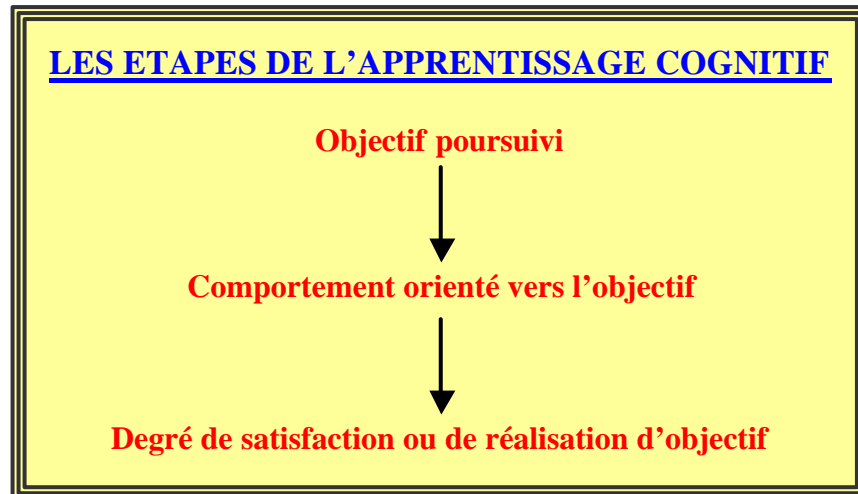 LES ETAPES DE L’APPRENTISSAGE COGNITIF
Objectif poursuivi
Comportement orienté vers l’objectif
Degré de satisfaction ou de réalisation d’objectif